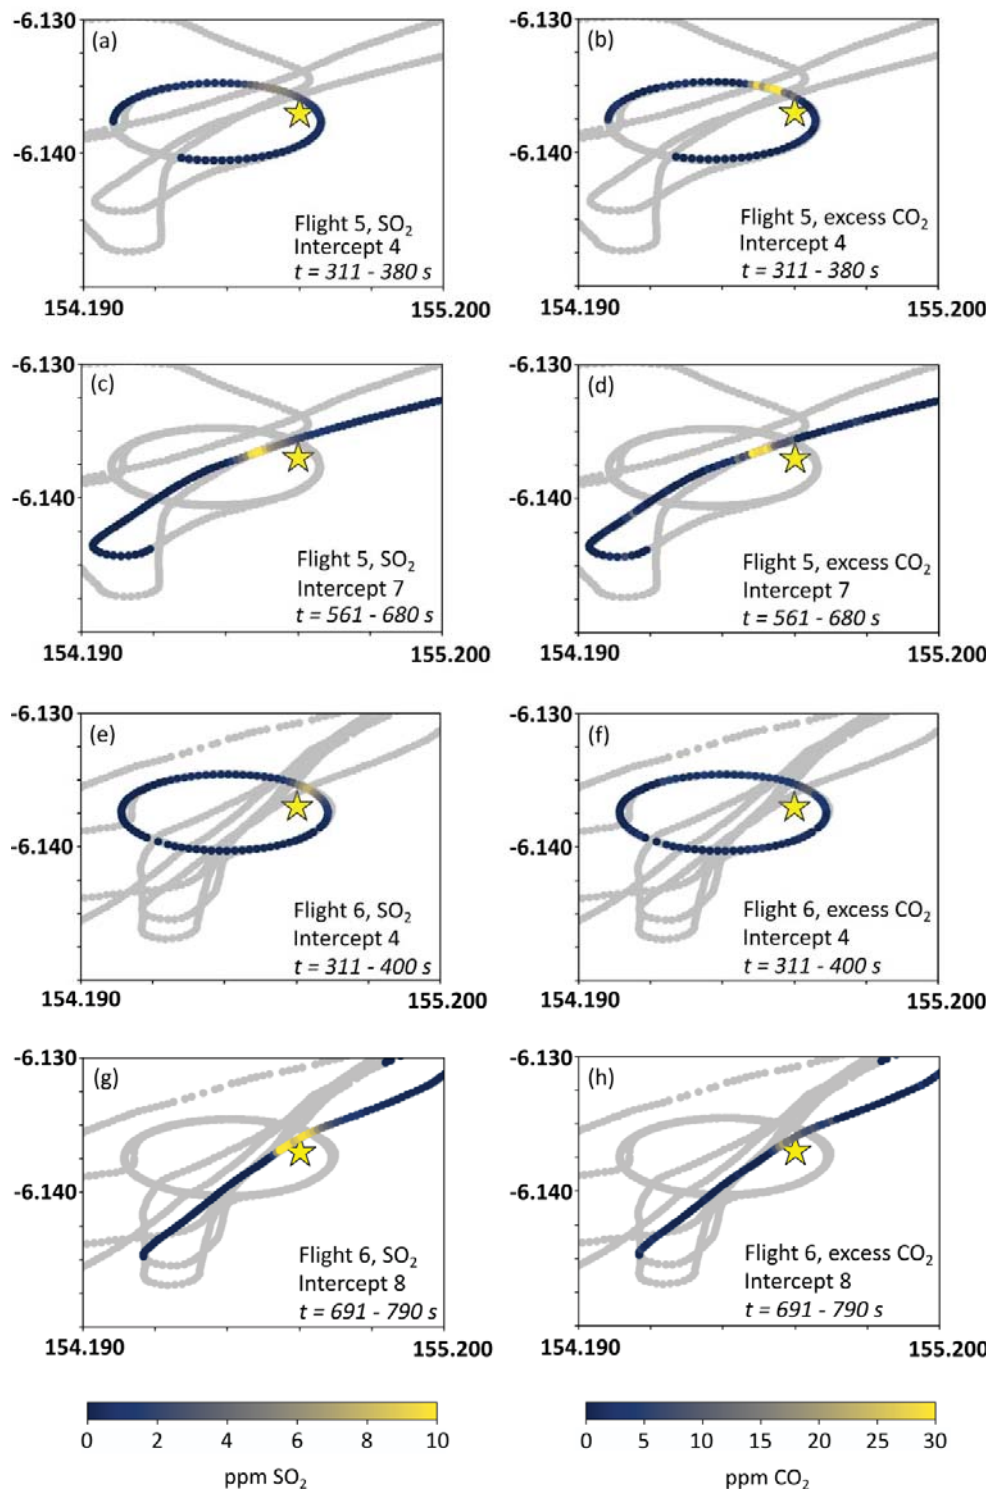 -6.130
(a)
-6.140
Flight 5, SO₂
Intercept 4
t = 311 - 380 s
154.190
155.200
-6.130
(b)
-6.140
Flight 5, excess CO₂
Intercept 4
t = 311 - 380 s
154.190
155.200
-6.130
(c)
-6.140
Flight 5, SO₂
Intercept 7
t = 561 - 680 s
154.190
155.200
-6.130
(d)
-6.140
Flight 5, excess CO₂
Intercept 7
t = 561 - 680 s
154.190
155.200
-6.130
(e)
-6.140
Flight 6, SO₂
Intercept 4
t = 311 - 400 s
154.190
155.200
-6.130
(f)
-6.140
Flight 6, excess CO₂
Intercept 4
t = 311 - 400 s
154.190
155.200
-6.130
(g)
-6.140
Flight 6, SO₂
Intercept 8
t = 691 - 790 s
154.190
155.200
-6.130
(h)
-6.140
Flight 6, excess CO₂
Intercept 8
t = 691 - 790 s
154.190
155.200
0 2 4 6 8 10
ppm SO₂
0 5 10 15 20 25 30
ppm CO₂